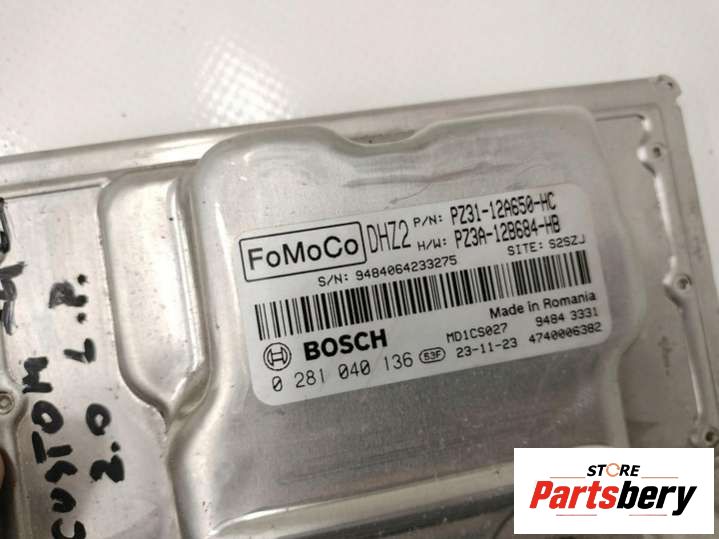 FoMoCo
DHZ2
P/N: PZ31-12A650-HC
H/W: PZ3A-12B684-HB
S/N: 9484064233275
SITE: S2SZJ
Made in Romania
BOSCH
MD1CS027
9484 3331
0 281 040 136
53F
23-11-23
4740006382
CUSTOM
2.0 L.P.
STORE
Partsbery